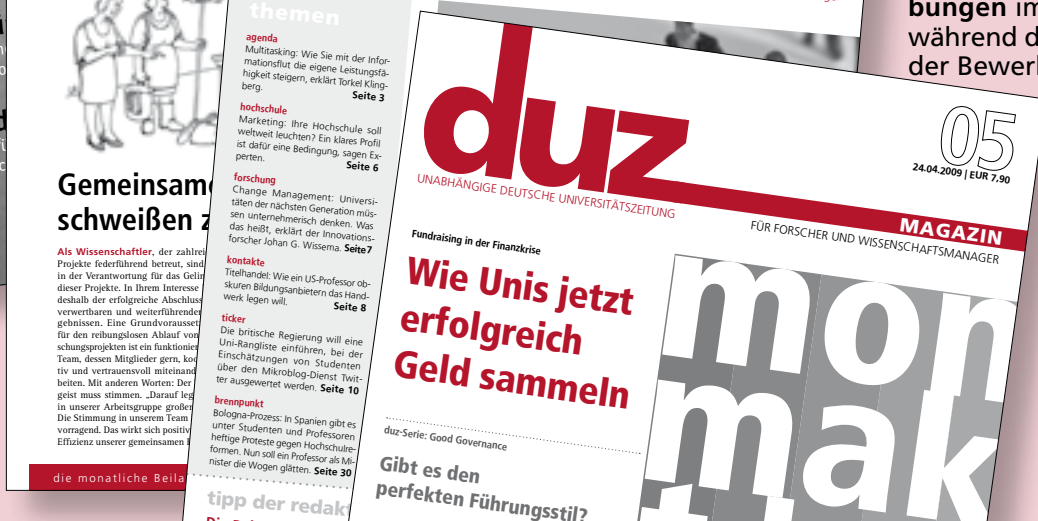 bungen im
während d
der Bewerb
Gemeinsam
schweißen z
Als Wissenschaftler, der zahlrei
Projekte federführend betreut, sind
in der Verantwortung für das Gelin
dieser Projekte. In Ihrem Interesse
deshalb der erfolgreiche Abschluss
verwertbaren und weiterführenden
gebnissen. Eine Grundvorausset
für den reibungslosen Ablauf von
schungsprojekten ist ein funktionier
Team, dessen Mitglieder gern, koo
tiv und vertrauensvoll miteinand
beiten. Mit anderen Worten: Der
geist muss stimmen. „Darauf leg
in unserer Arbeitsgruppe großer
Die Stimmung in unserem Team
vorragend. Das wirkt sich positiv
Effizienz unserer gemeinsamen
die monatliche Beila
themen
agenda
Multitasking: Wie Sie mit der Infor-
mationsflut die eigene Leistungsfä-
higkeit steigern, erklärt Torkel Kling-
berg. Seite 3
hochschule
Marketing: Ihre Hochschule soll
weltweit leuchten? Ein klares Profil
ist dafür eine Bedingung, sagen Ex-
perten. Seite 6
forschung
Change Management: Universi-
täten der nächsten Generation müs-
sen unternehmerisch denken. Was
das heißt, erklärt der Innovations-
forscher Johan G. Wissema. Seite7
kontakte
Titelhandel: Wie ein US-Professor ob-
skuren Bildungsanbietern das Hand-
werk legen will. Seite 8
ticker
Die britische Regierung will eine
Uni-Rangliste einführen, bei der
Einschätzungen von Studenten
über den Mikroblog-Dienst Twit-
ter ausgewertet werden. Seite 10
brennpunkt
Bologna-Prozess: In Spanien gibt es
unter Studenten und Professoren
heftige Proteste gegen Hochschulre-
formen. Nun soll ein Professor als Mi-
nister die Wogen glätten. Seite 30
tipp der redakt
duz
05
24.04.2009 | EUR 7,90
UNABHÄNGIGE DEUTSCHE UNIVERSITÄTSZEITUNG
MAGAZIN
FÜR FORSCHER UND WISSENSCHAFTSMANAGER
Fundraising in der Finanzkrise
Wie Unis jetzt
erfolgreich
Geld sammeln
duz-Serie: Good Governance
Gibt es den
perfekten Führungsstil?
mon
mak